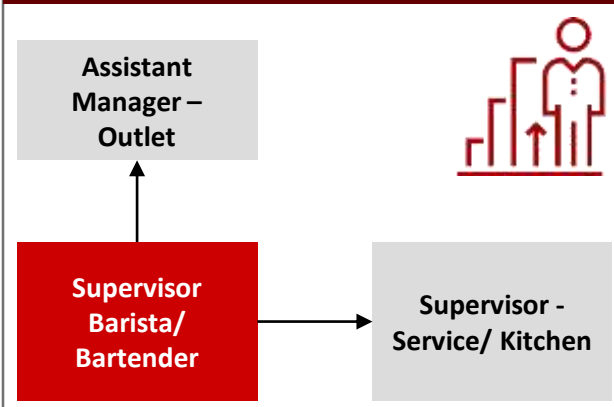 Assistant
Manager –
Outlet
Supervisor
Barista/
Bartender
Supervisor -
Service/ Kitchen